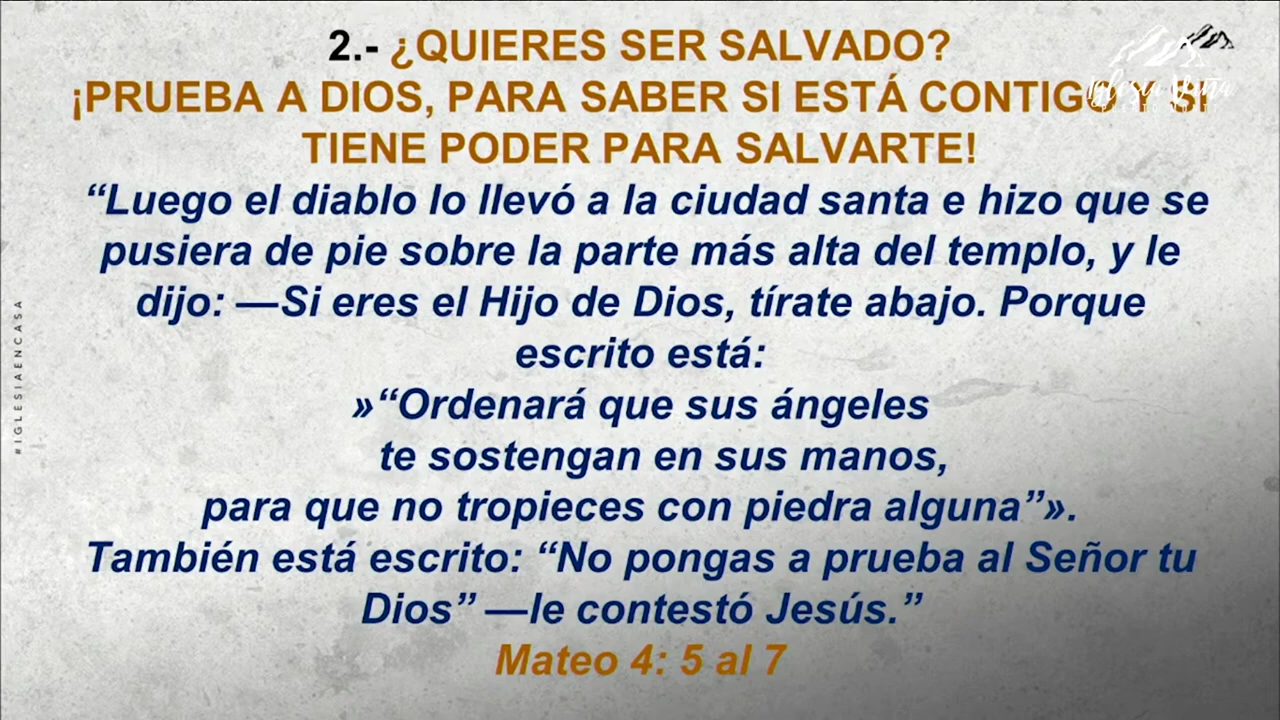 2.- ¿QUIERES SER SALVADO?
¡PRUEBA A DIOS, PARA SABER SI ESTÁ CONTIGO Y SI
TIENE PODER PARA SALVARTE!
“Luego el diablo lo llevó a la ciudad santa e hizo que se
pusiera de pie sobre la parte más alta del templo, y le
dijo: —Si eres el Hijo de Dios, tírate abajo. Porque
escrito está:
»“Ordenará que sus ángeles
te sostengan en sus manos,
para que no tropieces con piedra alguna”».
También está escrito: “No pongas a prueba al Señor tu
Dios” —le contestó Jesús.”
Mateo 4: 5 al 7
#IGLESIAENCASA
Iglesia Viña